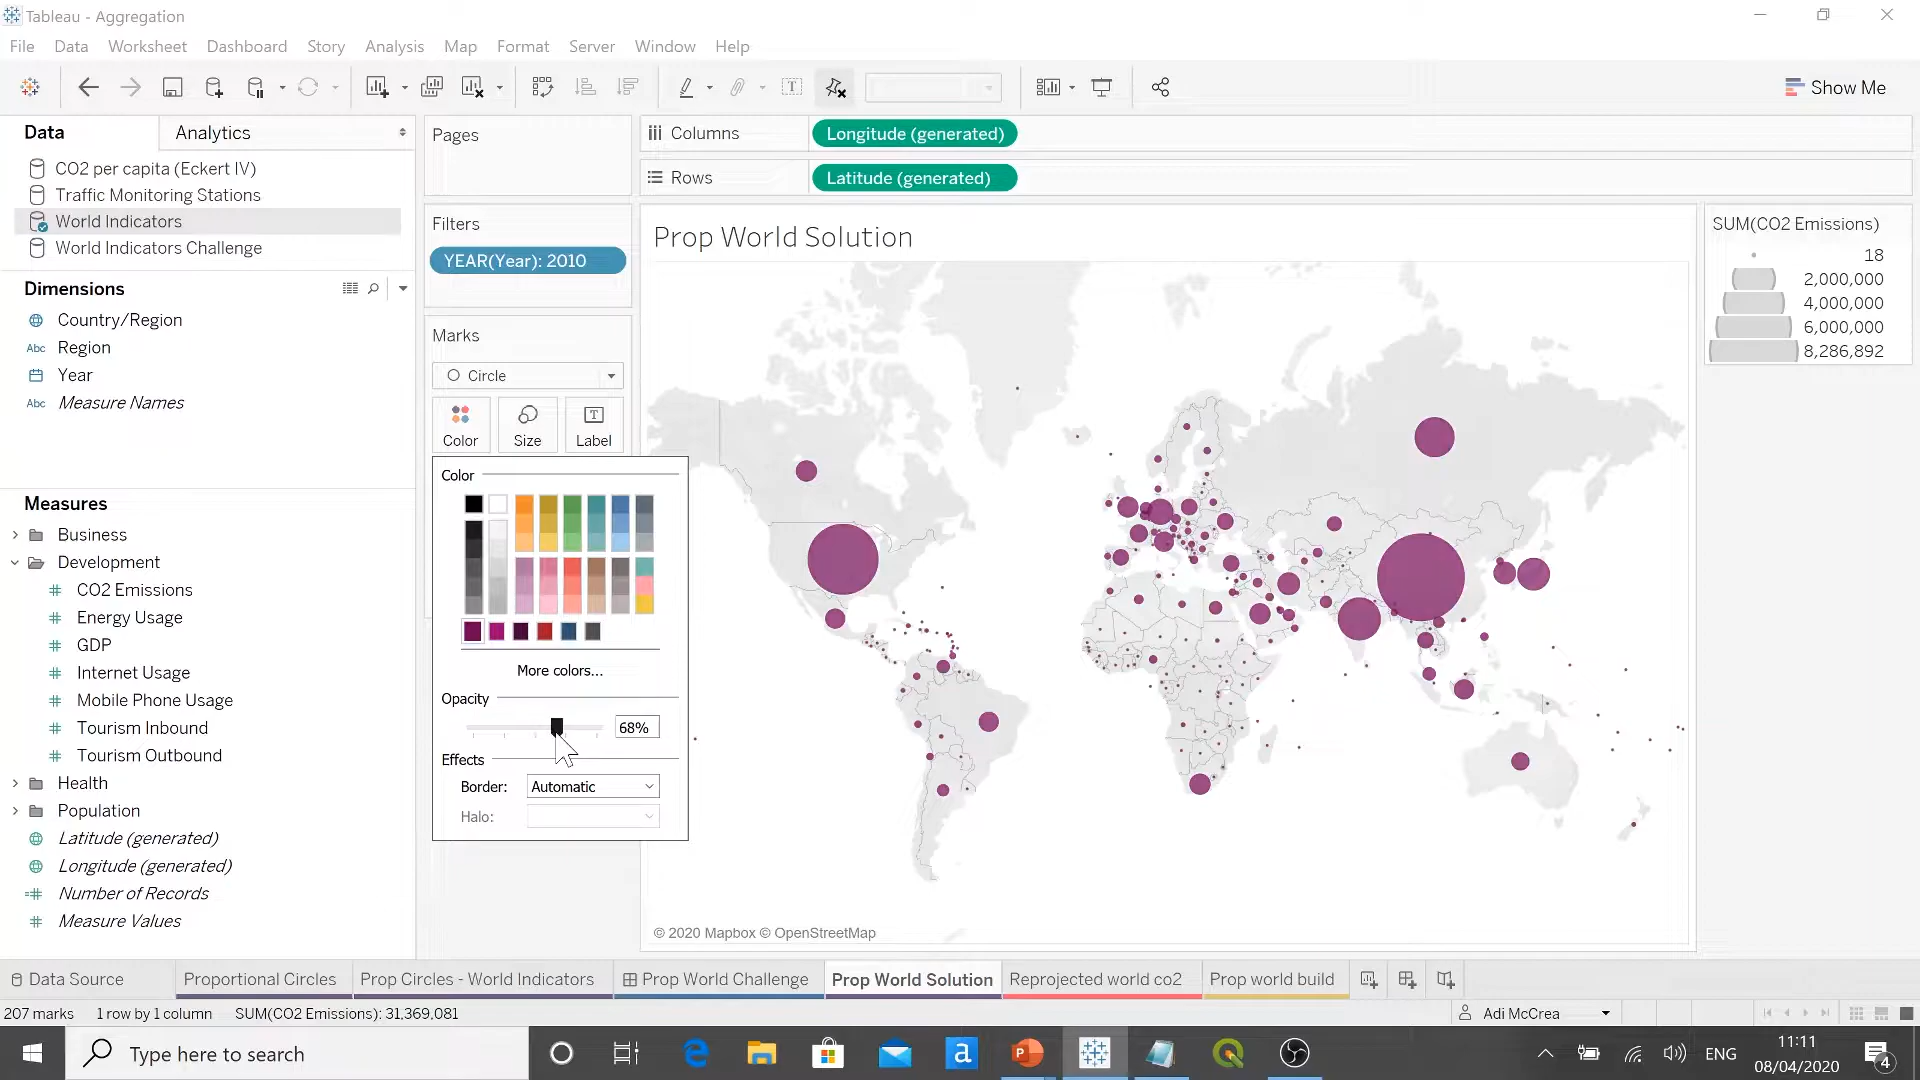 Tableau - Aggregation
File Data Worksheet Dashboard Story Analysis Map Format Server Window Help
Show Me
Data
Analytics
CO2 per capita (Eckert IV)
Traffic Monitoring Stations
World Indicators
World Indicators Challenge
Dimensions
Country/Region
Abc Region
Year
Abc Measure Names
Measures
Business
Development
CO2 Emissions
Energy Usage
GDP
Internet Usage
Mobile Phone Usage
Tourism Inbound
Tourism Outbound
Health
Population
Latitude (generated)
Longitude (generated)
Number of Records
Measure Values
Pages
Filters
YEAR(Year): 2010
Marks
Circle
Color
Size
Label
Color
More colors...
Opacity
68%
Effects
Border: Automatic
Halo:
Columns Longitude (generated)
Rows Latitude (generated)
Prop World Solution
© 2020 Mapbox © OpenStreetMap
SUM(CO2 Emissions)
18
2,000,000
4,000,000
6,000,000
8,286,892
Data Source Proportional Circles Prop Circles - World Indicators Prop World Challenge Prop World Solution Reprojected world co2 Prop world build
207 marks 1 row by 1 column SUM(CO2 Emissions): 31,369,081
Adi McCrea
Type here to search
ENG
11:11
08/04/2020
4